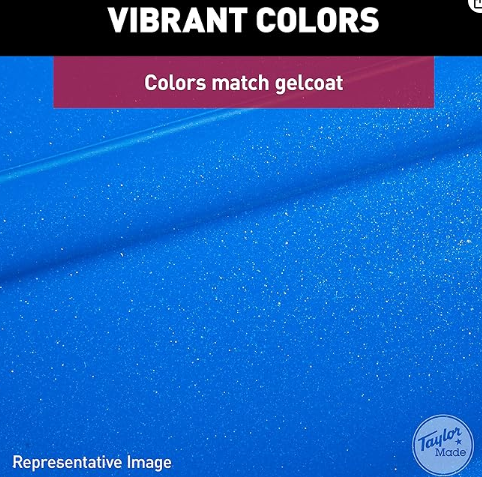 VIBRANT COLORS
Colors match gelcoat
Taylor
Made
Representative Image